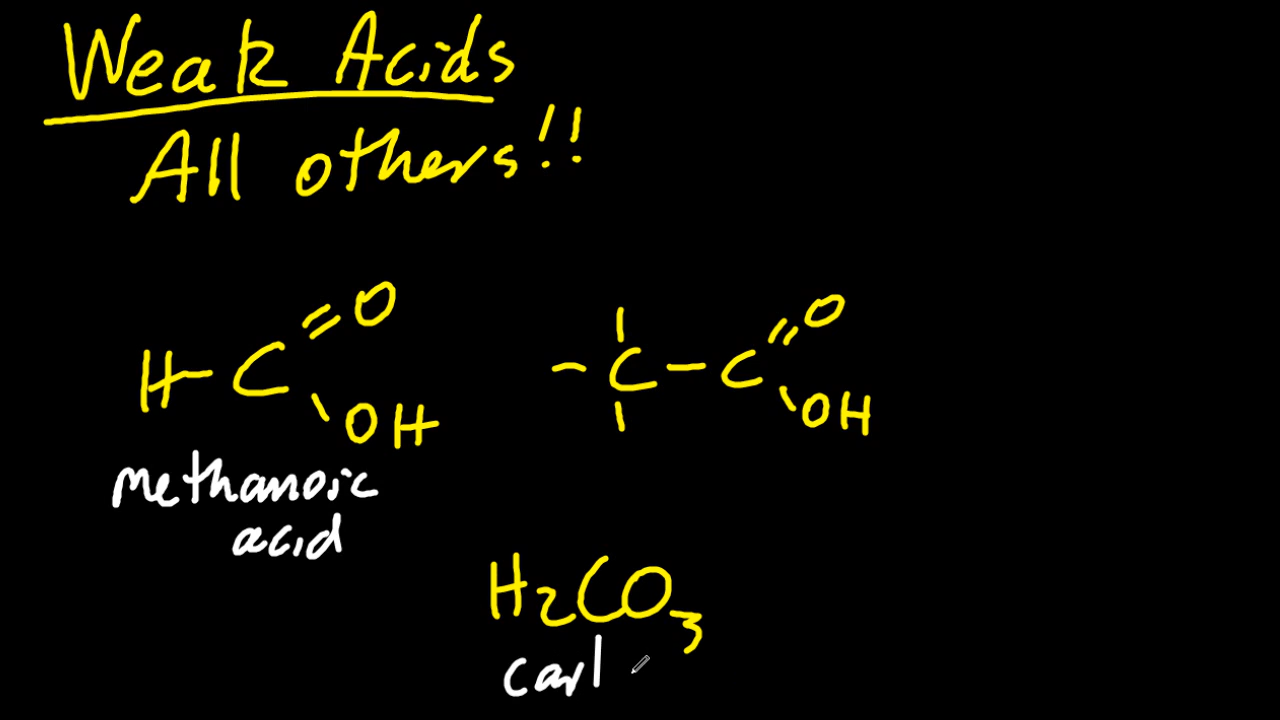 Weak Acids
All others!!
H-C=O
OH
-C-C=O
OH
methanoic
acid
H2CO3
carl